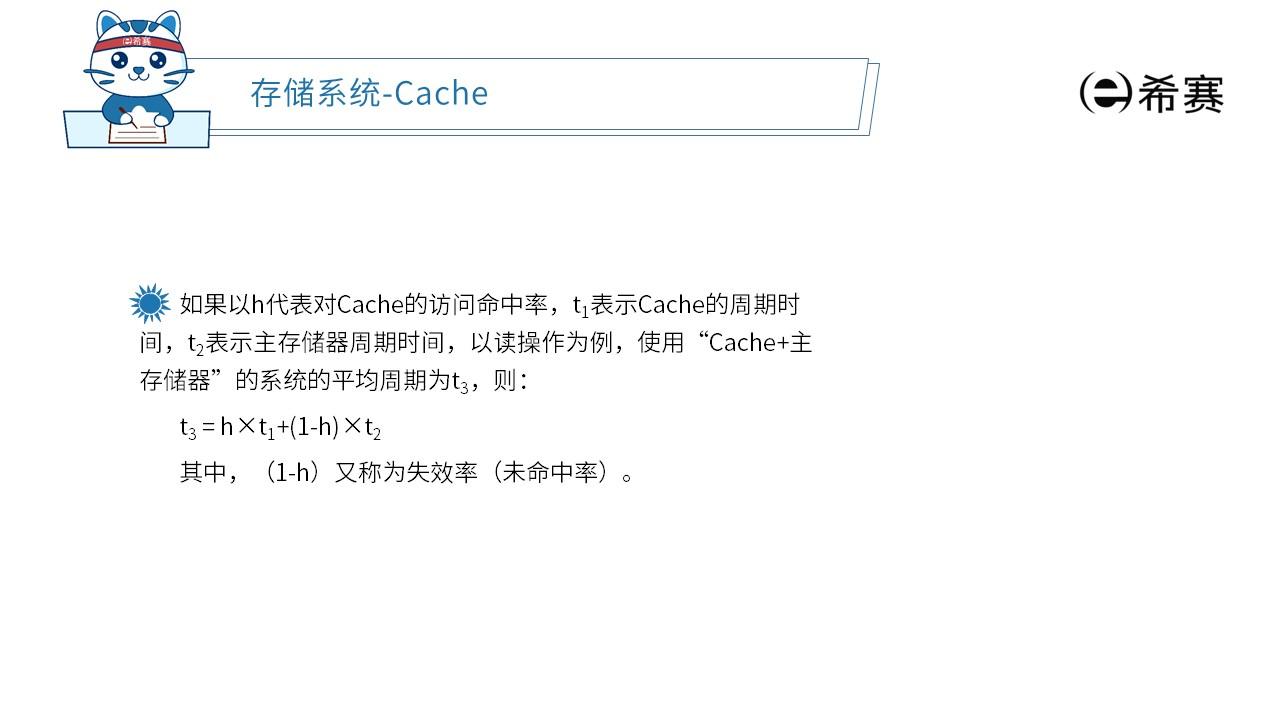 希赛
存储系统-Cache
希赛
如果以h代表对Cache的访问命中率，t₁表示Cache的周期时
间，t₂表示主存储器周期时间，以读操作为例，使用“Cache+主
存储器”的系统的平均周期为t₃，则：
t₃ = h×t₁+(1-h)×t₂
其中，（1-h）又称为失效率（未命中率）。